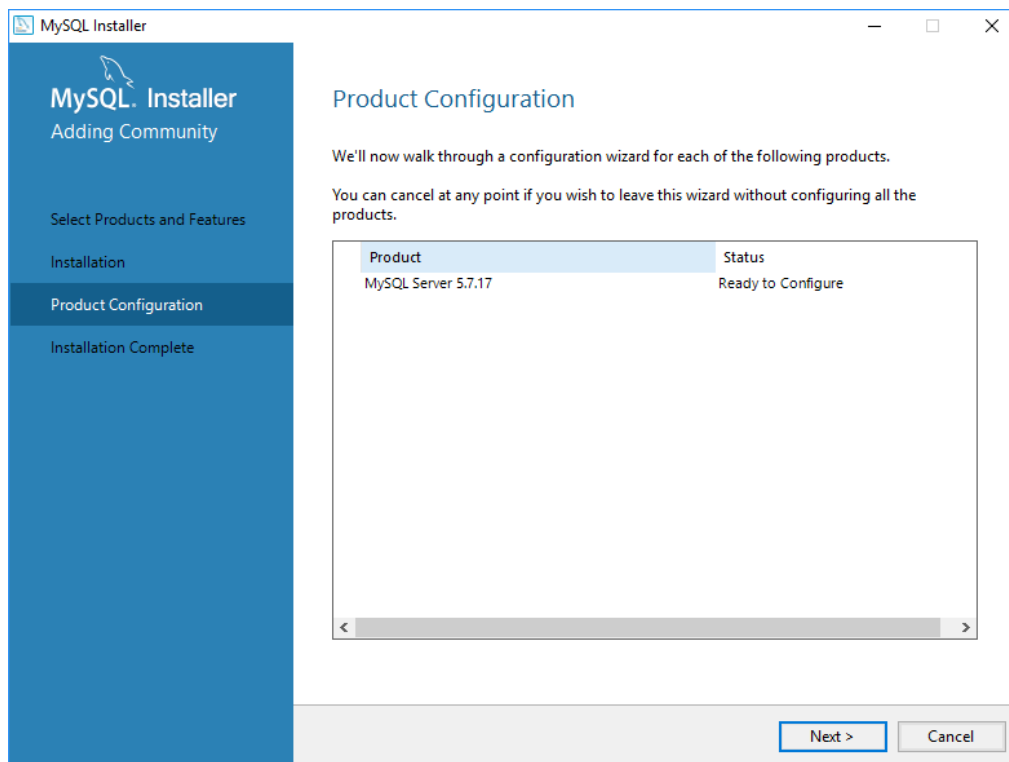 MySQL Installer
MySQL. Installer
Adding Community
Select Products and Features
Installation
Product Configuration
Installation Complete
Product Configuration
We'll now walk through a configuration wizard for each of the following products.
You can cancel at any point if you wish to leave this wizard without configuring all the
products.
Product Status
MySQL Server 5.7.17 Ready to Configure
Next > Cancel